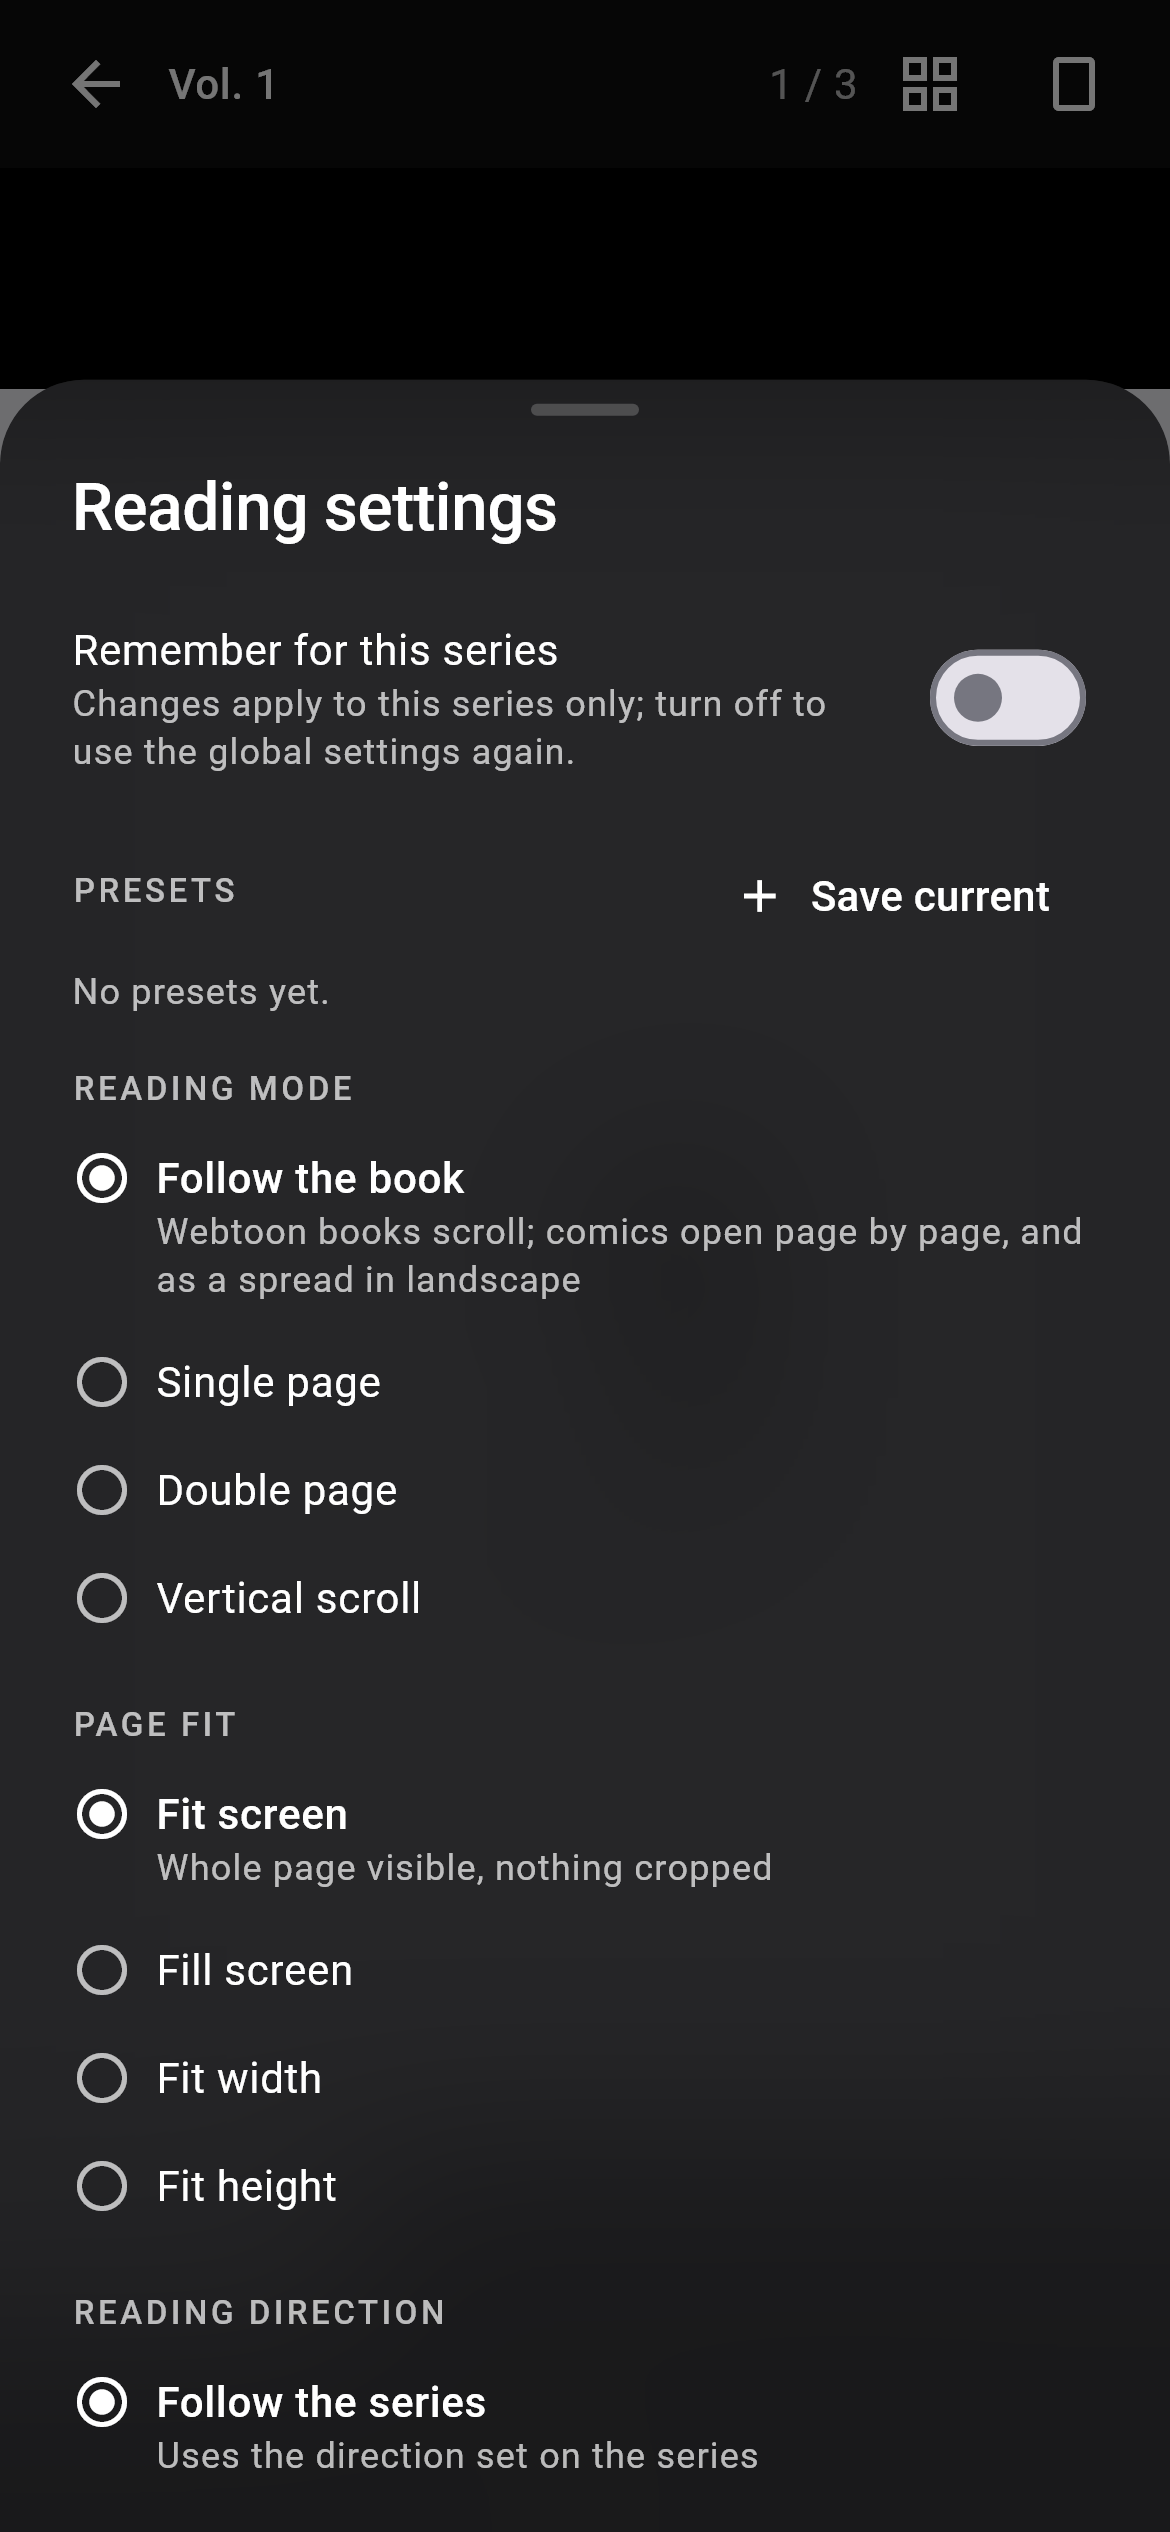 Vol. 1
1 / 3
Reading settings
Remember for this series
Changes apply to this series only; turn off to
use the global settings again.
PRESETS
Save current
No presets yet.
READING MODE
Follow the book
Webtoon books scroll; comics open page by page, and
as a spread in landscape
Single page
Double page
Vertical scroll
PAGE FIT
Fit screen
Whole page visible, nothing cropped
Fill screen
Fit width
Fit height
READING DIRECTION
Follow the series
Uses the direction set on the series